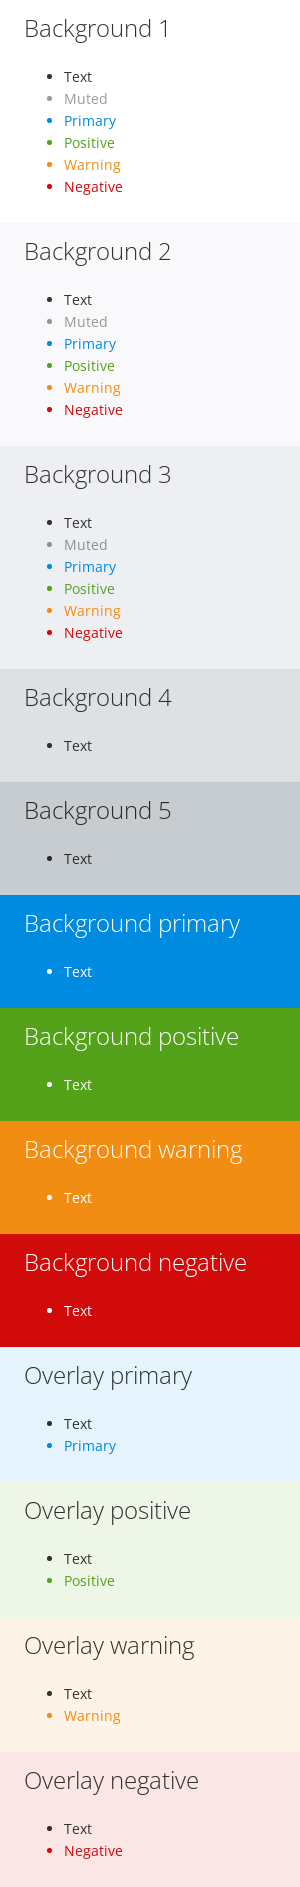 Background 1
Text
Muted
Primary
Positive
Warning
Negative
Background 2
Text
Muted
Primary
Positive
Warning
Negative
Background 3
Text
Muted
Primary
Positive
Warning
Negative
Background 4
Text
Background 5
Text
Background primary
Text
Background positive
Text
Background warning
Text
Background negative
Text
Overlay primary
Text
Primary
Overlay positive
Text
Positive
Overlay warning
Text
Warning
Overlay negative
Text
Negative